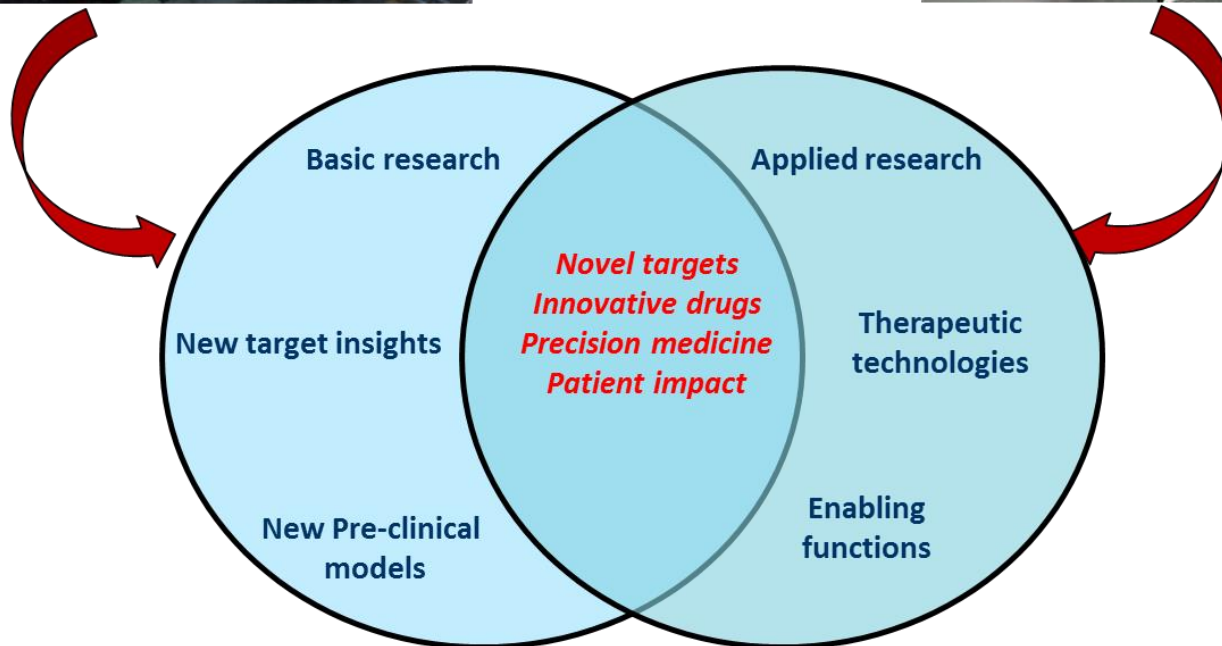 Basic research
New target insights
New Pre-clinical
models
Novel targets
Innovative drugs
Precision medicine
Patient impact
Applied research
Therapeutic
technologies
Enabling
functions